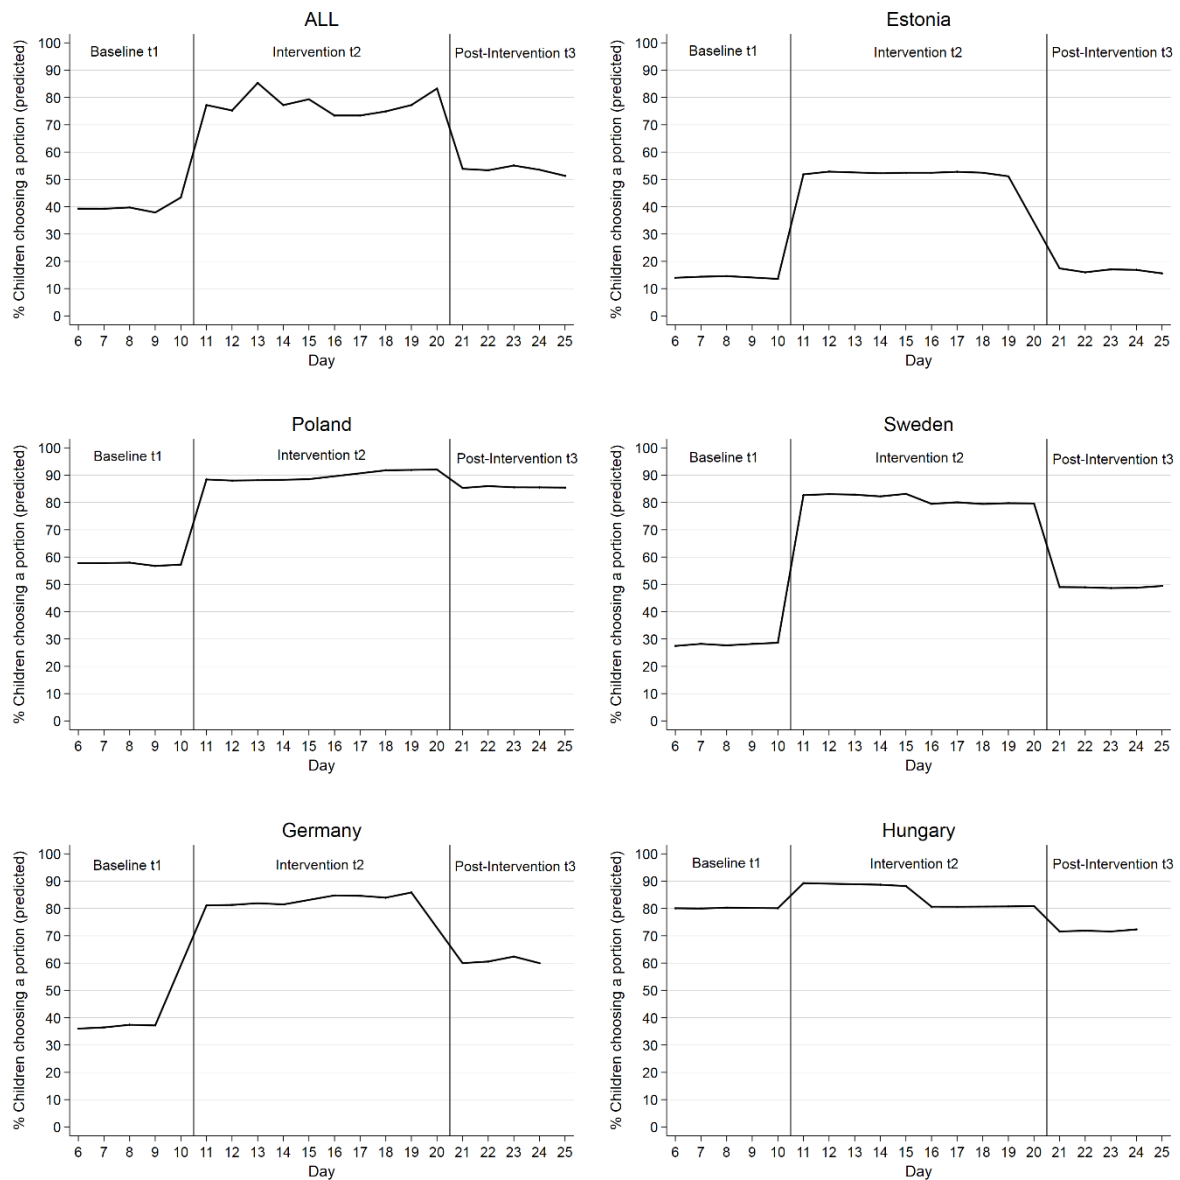 ALL
% Children choosing a portion (predicted)
Baseline t1
Intervention t2
Post-Intervention t3
100
90
80
70
60
50
40
30
20
10
0
6 7 8 9 10 11 12 13 14 15 16 17 18 19 20 21 22 23 24 25
Day
Estonia
% Children choosing a portion (predicted)
Baseline t1
Intervention t2
Post-Intervention t3
100
90
80
70
60
50
40
30
20
10
0
6 7 8 9 10 11 12 13 14 15 16 17 18 19 20 21 22 23 24 25
Day
Poland
% Children choosing a portion (predicted)
Baseline t1
Intervention t2
Post-Intervention t3
100
90
80
70
60
50
40
30
20
10
0
6 7 8 9 10 11 12 13 14 15 16 17 18 19 20 21 22 23 24 25
Day
Sweden
% Children choosing a portion (predicted)
Baseline t1
Intervention t2
Post-Intervention t3
100
90
80
70
60
50
40
30
20
10
0
6 7 8 9 10 11 12 13 14 15 16 17 18 19 20 21 22 23 24 25
Day
Germany
% Children choosing a portion (predicted)
Baseline t1
Intervention t2
Post-Intervention t3
100
90
80
70
60
50
40
30
20
10
0
6 7 8 9 10 11 12 13 14 15 16 17 18 19 20 21 22 23 24 25
Day
Hungary
% Children choosing a portion (predicted)
Baseline t1
Intervention t2
Post-Intervention t3
100
90
80
70
60
50
40
30
20
10
0
6 7 8 9 10 11 12 13 14 15 16 17 18 19 20 21 22 23 24 25
Day